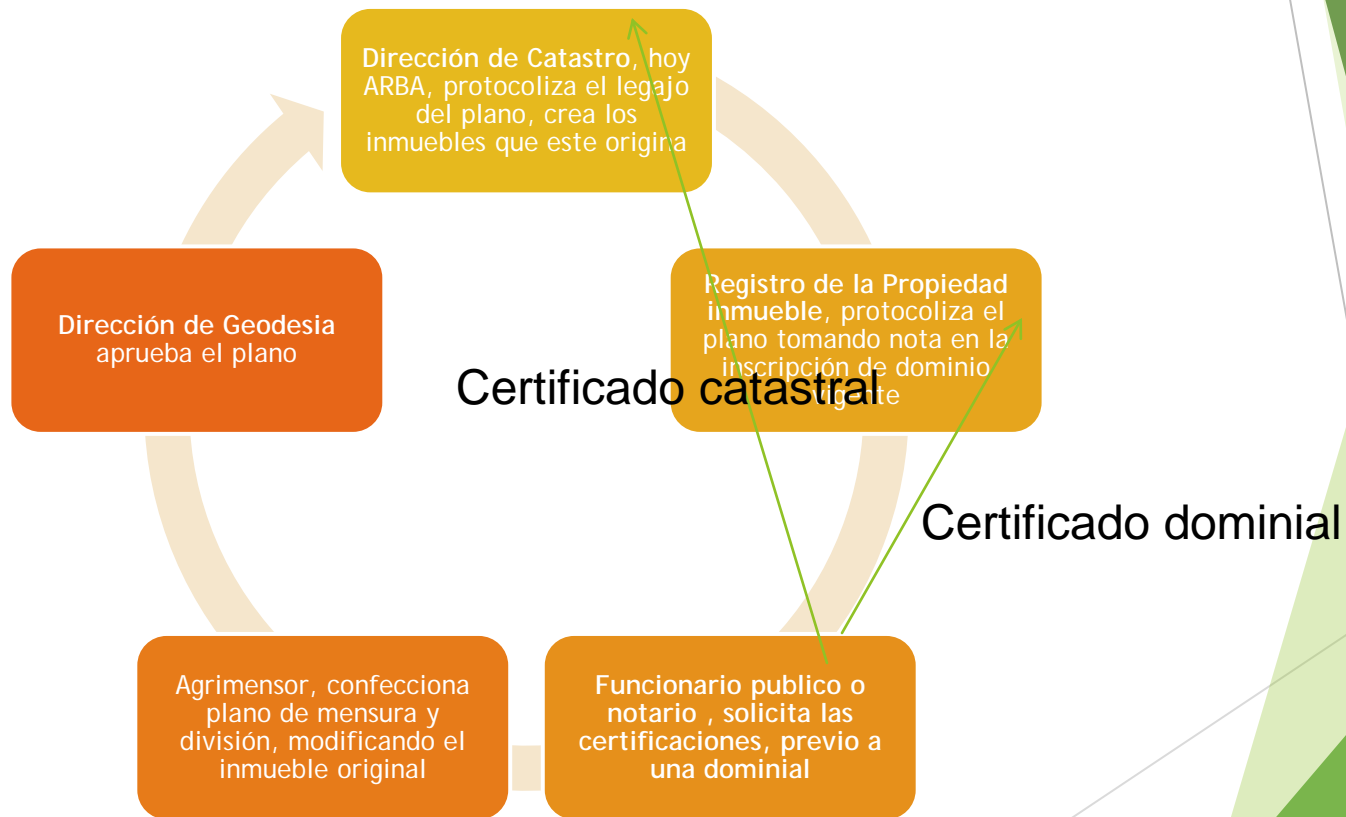 Dirección de Catastro, hoy
ARBA, protocoliza el legajo
del plano, crea los
inmuebles que este origina
Registro de la Propiedad
inmueble, protocoliza el
plano tomando nota en la
inscripción de dominio
vigente
Dirección de Geodesia
aprueba el plano
Certificado catastral
Certificado dominial
Agrimensor, confecciona
plano de mensura y
división, modificando el
inmueble original
Funcionario publico o
notario , solicita las
certificaciones, previo a
una dominial